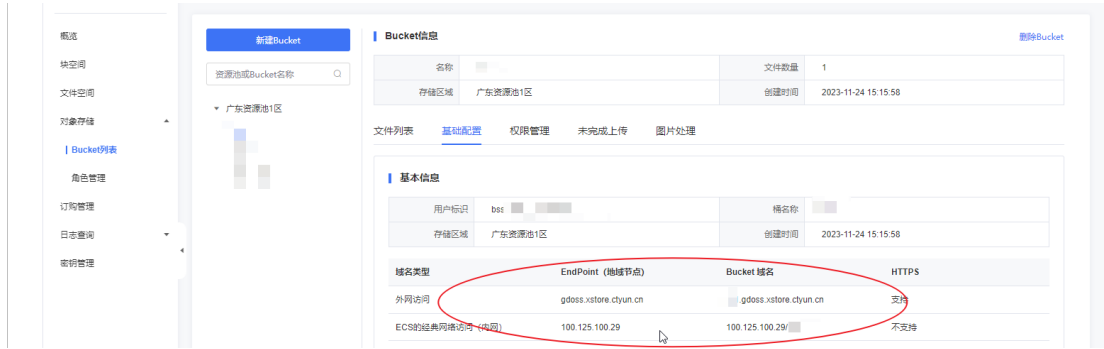 概览
块空间
文件空间
对象存储
Bucket列表
角色管理
订购管理
日志查询
密钥管理
新建Bucket
资源池或Bucket名称
广东资源池1区
Bucket信息
删除Bucket
名称 文件数量 1
存储区域 广东资源池1区 创建时间 2023-11-24 15:15:58
文件列表 基础配置 权限管理 未完成上传 图片处理
基本信息
用户标识 bss 桶名称
存储区域 广东资源池1区 创建时间 2023-11-24 15:15:58
域名类型 EndPoint（地域节点） Bucket 域名 HTTPS
外网访问 gdoss.xstore.ctyun.cn .gdoss.xstore.ctyun.cn 支持
ECS的经典网络访问（内网） 100.125.100.29 100.125.100.29/ 不支持